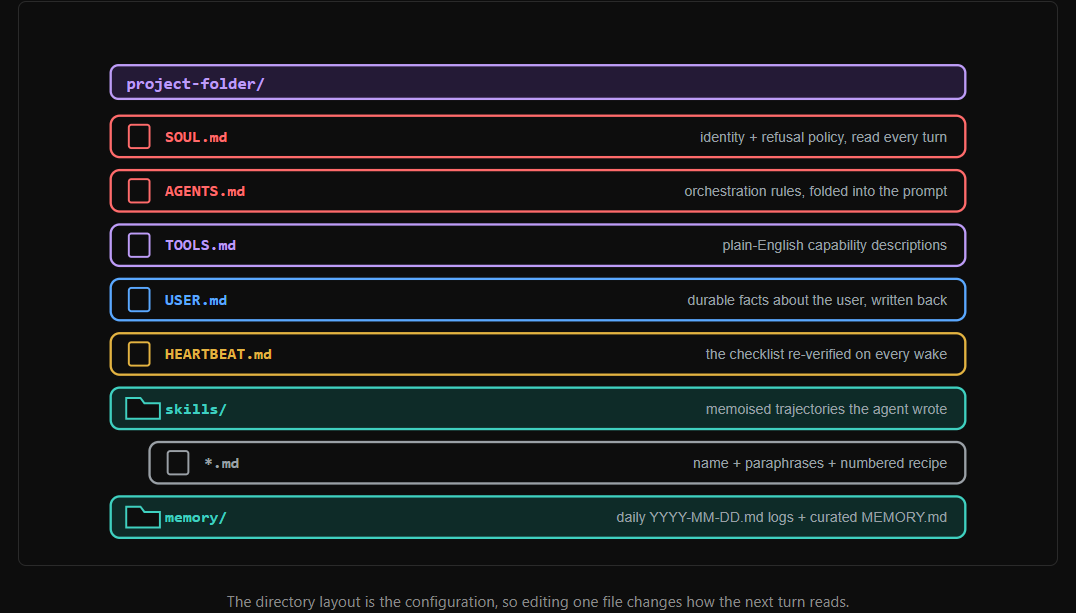 project-folder/
SOUL.md identity + refusal policy, read every turn
AGENTS.md orchestration rules, folded into the prompt
TOOLS.md plain-English capability descriptions
USER.md durable facts about the user, written back
HEARTBEAT.md the checklist re-verified on every wake
skills/ memoised trajectories the agent wrote
*.md name + paraphrases + numbered recipe
memory/ daily YYYY-MM-DD.md logs + curated MEMORY.md
The directory layout is the configuration, so editing one file changes how the next turn reads.